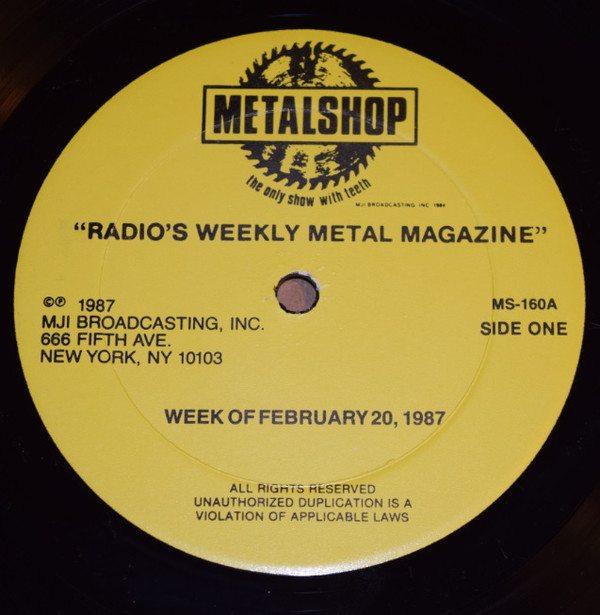 METALSHOP
the only show with teeth
MJI BROADCASTING INC. 1984
“RADIO'S WEEKLY METAL MAGAZINE”
©℗ 1987
MJI BROADCASTING, INC.
666 FIFTH AVE.
NEW YORK, NY 10103
MS-160A
SIDE ONE
WEEK OF FEBRUARY 20, 1987
ALL RIGHTS RESERVED
UNAUTHORIZED DUPLICATION IS A
VIOLATION OF APPLICABLE LAWS